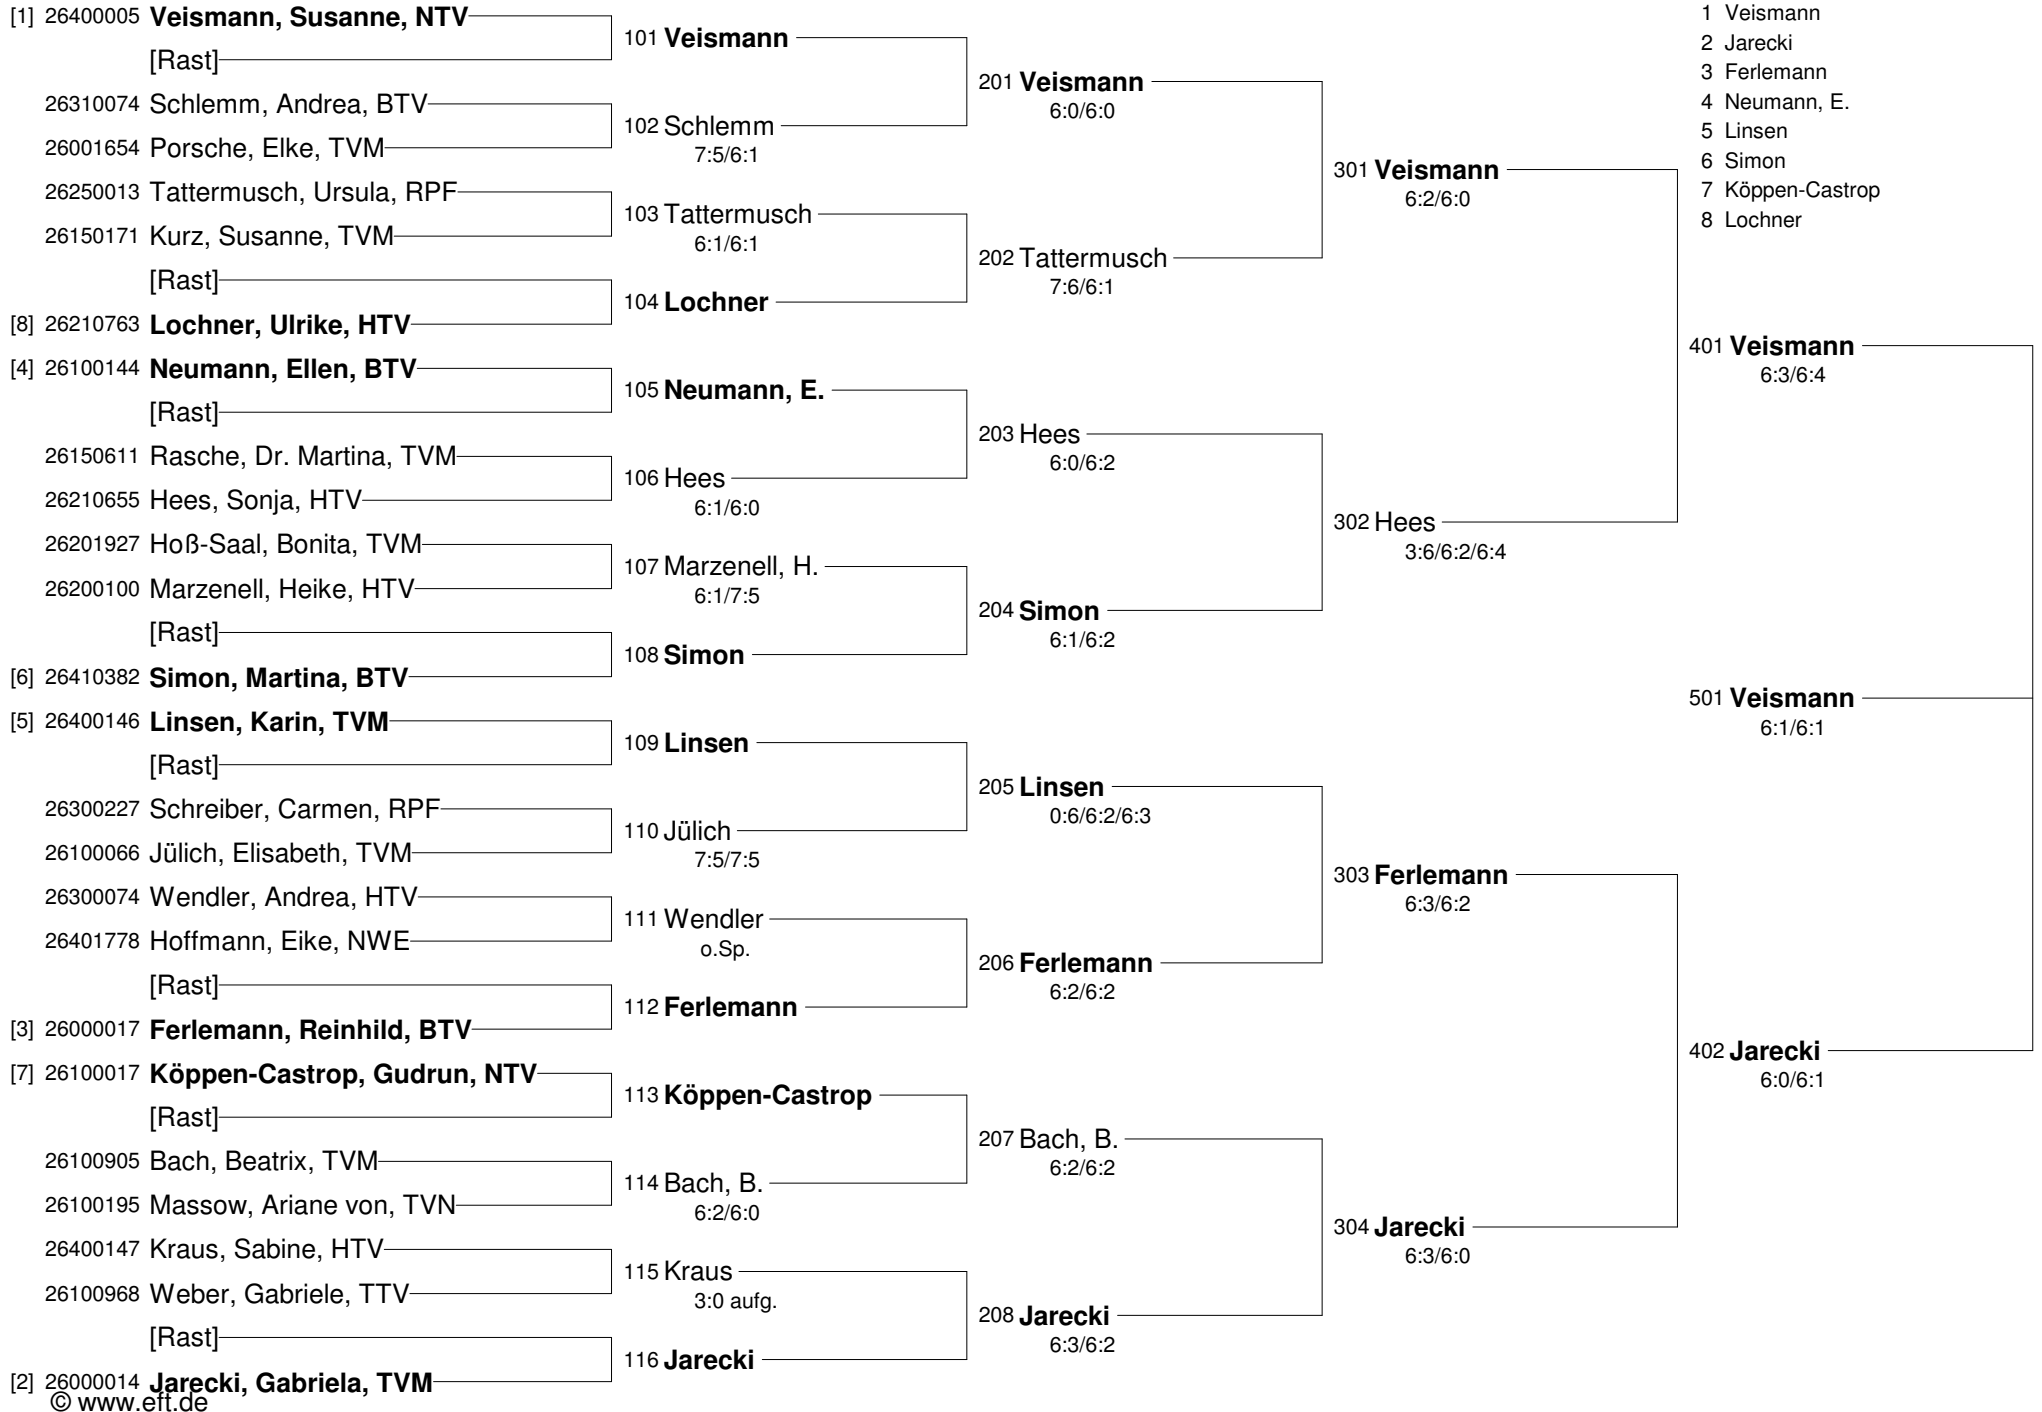 [1] 26400005 Veismann, Susanne, NTV
[Rast]
26310074 Schlemm, Andrea, BTV
26001654 Porsche, Elke, TVM
26250013 Tattermusch, Ursula, RPF
26150171 Kurz, Susanne, TVM
[Rast]
[8] 26210763 Lochner, Ulrike, HTV
[4] 26100144 Neumann, Ellen, BTV
[Rast]
26150611 Rasche, Dr. Martina, TVM
26210655 Hees, Sonja, HTV
26201927 Hoß-Saal, Bonita, TVM
26200100 Marzenell, Heike, HTV
[Rast]
[6] 26410382 Simon, Martina, BTV
[5] 26400146 Linsen, Karin, TVM
[Rast]
26300227 Schreiber, Carmen, RPF
26100066 Jülich, Elisabeth, TVM
26300074 Wendler, Andrea, HTV
26401778 Hoffmann, Eike, NWE
[Rast]
[3] 26000017 Ferlemann, Reinhild, BTV
[7] 26100017 Köppen-Castrop, Gudrun, NTV
[Rast]
26100905 Bach, Beatrix, TVM
26100195 Massow, Ariane von, TVN
26400147 Kraus, Sabine, HTV
26100968 Weber, Gabriele, TTV
[Rast]
[2] 26000014 Jarecki, Gabriela, TVM
© www.eft.de
101 Veismann
102 Schlemm
7:5/6:1
103 Tattermusch
6:1/6:1
104 Lochner
105 Neumann, E.
106 Hees
6:1/6:0
107 Marzenell, H.
6:1/7:5
108 Simon
109 Linsen
110 Jülich
7:5/7:5
111 Wendler
o.Sp.
112 Ferlemann
113 Köppen-Castrop
114 Bach, B.
6:2/6:0
115 Kraus
3:0 aufg.
116 Jarecki
201 Veismann
6:0/6:0
202 Tattermusch
7:6/6:1
203 Hees
6:0/6:2
204 Simon
6:1/6:2
205 Linsen
0:6/6:2/6:3
206 Ferlemann
6:2/6:2
207 Bach, B.
6:2/6:2
208 Jarecki
6:3/6:2
301 Veismann
6:2/6:0
302 Hees
3:6/6:2/6:4
303 Ferlemann
6:3/6:2
304 Jarecki
6:3/6:0
401 Veismann
6:3/6:4
501 Veismann
6:1/6:1
402 Jarecki
6:0/6:1
1 Veismann
2 Jarecki
3 Ferlemann
4 Neumann, E.
5 Linsen
6 Simon
7 Köppen-Castrop
8 Lochner